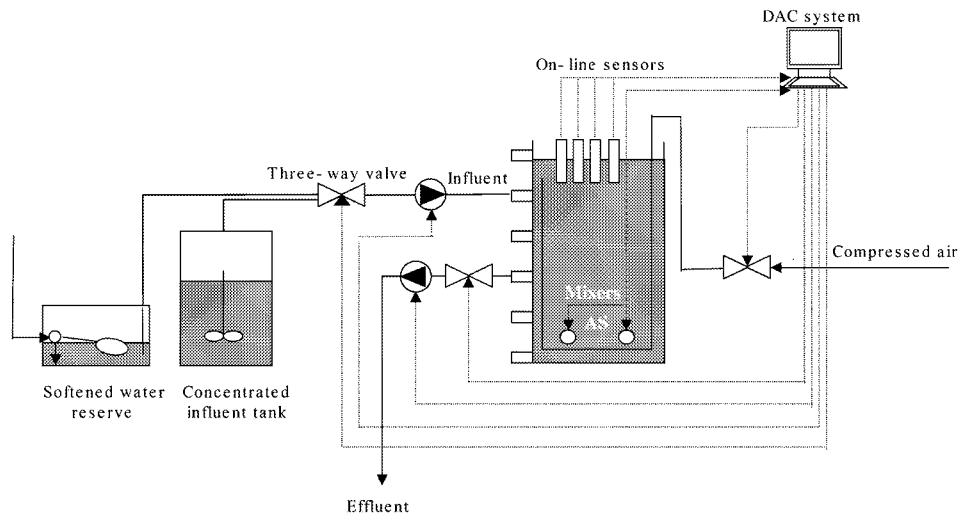 DAC system
On-line sensors
Three-way valve
Influent
Compressed air
Mixers
AS
Softened water
reserve
Concentrated
influent tank
Effluent